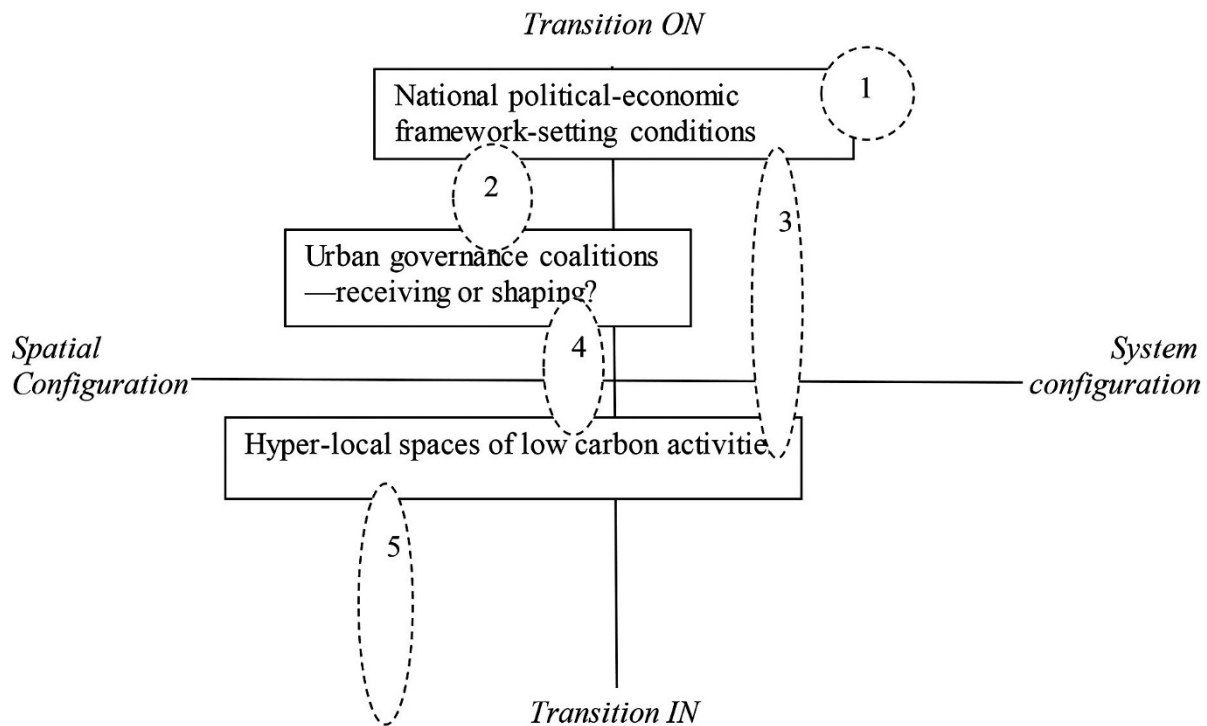 Transition ON
National political-economic
framework-setting conditions
1
2
3
Urban governance coalitions
—receiving or shaping?
4
Spatial
Configuration
System
configuration
Hyper-local spaces of low carbon activitie
5
Transition IN